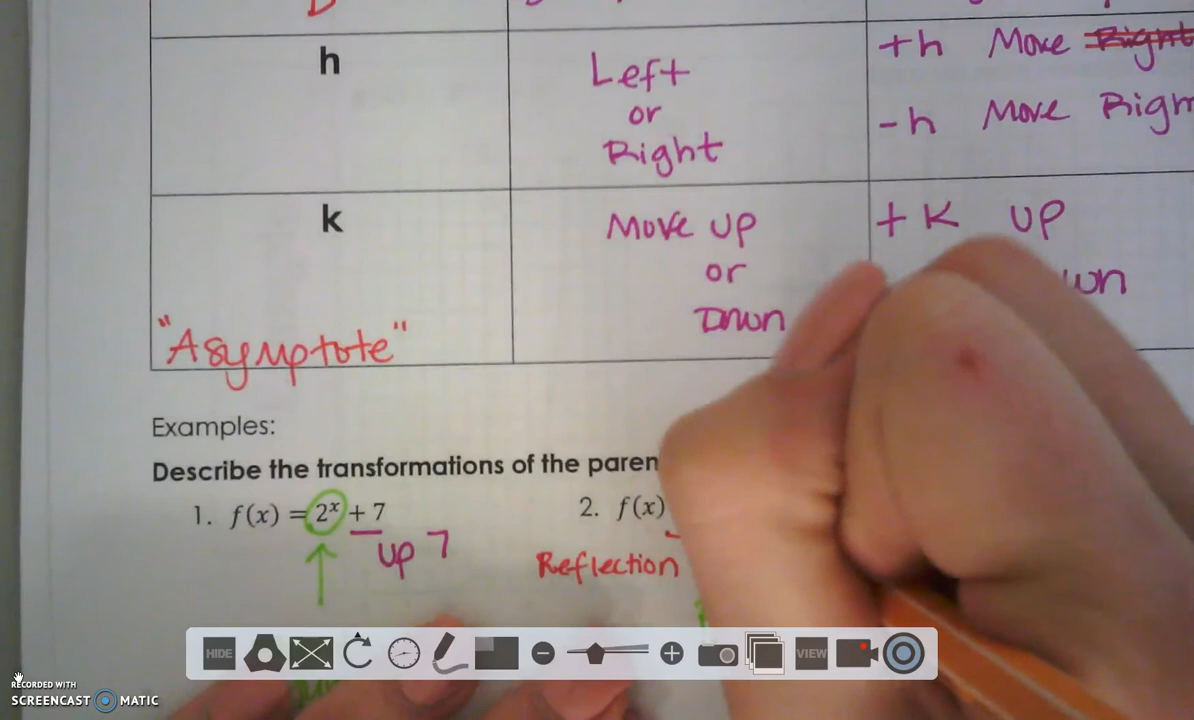 h
Left
or
Right
+h Move Right
-h Move Right
k
Move up
or
Down
+K UP
"Asymptote"
Examples:
Describe the transformations of the paren
1. f(x) = 2ˣ + 7
up 7
2. f(x)
Reflection
HIDE
VIEW
RECORDED WITH
SCREENCAST MATIC